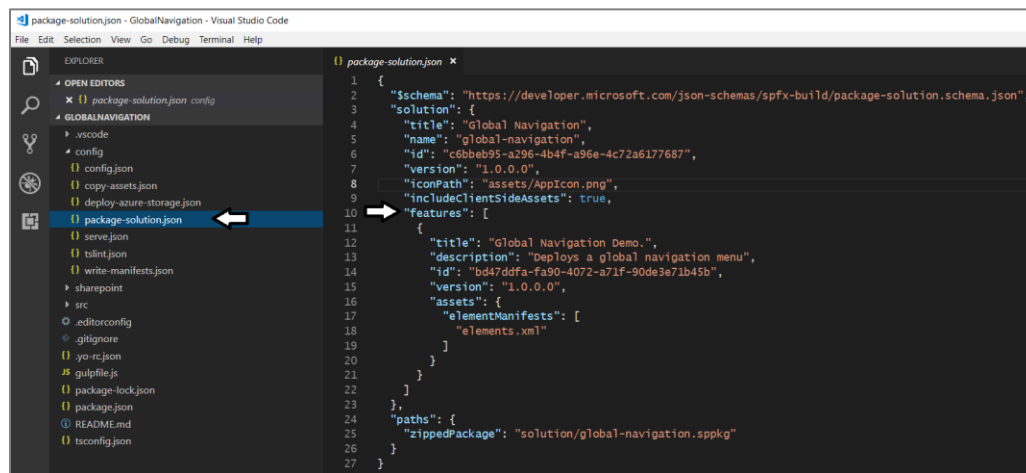 package-solution.json - GlobalNavigation - Visual Studio Code
File Edit Selection View Go Debug Terminal Help
EXPLORER
OPEN EDITORS
{} package-solution.json config
GLOBALNAVIGATION
.vscode
config
{} config.json
{} copy-assets.json
{} deploy-azure-storage.json
{} package-solution.json
{} serve.json
{} tslint.json
{} write-manifests.json
sharepoint
src
.editorconfig
.gitignore
{} .yo-rc.json
JS gulpfile.js
{} package-lock.json
{} package.json
README.md
{} tsconfig.json
{} package-solution.json ×
1 {
2 "$schema": "https://developer.microsoft.com/json-schemas/spfx-build/package-solution.schema.json"
3 "solution": {
4 "title": "Global Navigation",
5 "name": "global-navigation",
6 "id": "c6bbeb95-a296-4b4f-a96e-4c72a6177687",
7 "version": "1.0.0.0",
8 "iconPath": "assets/AppIcon.png",
9 "includeClientSideAssets": true,
10 "features": [
11 {
12 "title": "Global Navigation Demo.",
13 "description": "Deploys a global navigation menu",
14 "id": "bd47ddfa-fa90-4072-a71f-90de3e71b45b",
15 "version": "1.0.0.0",
16 "assets": {
17 "elementManifests": [
18 "elements.xml"
19 ]
20 }
21 }
22 ]
23 },
24 "paths": {
25 "zippedPackage": "solution/global-navigation.sppkg"
26 }
27 }